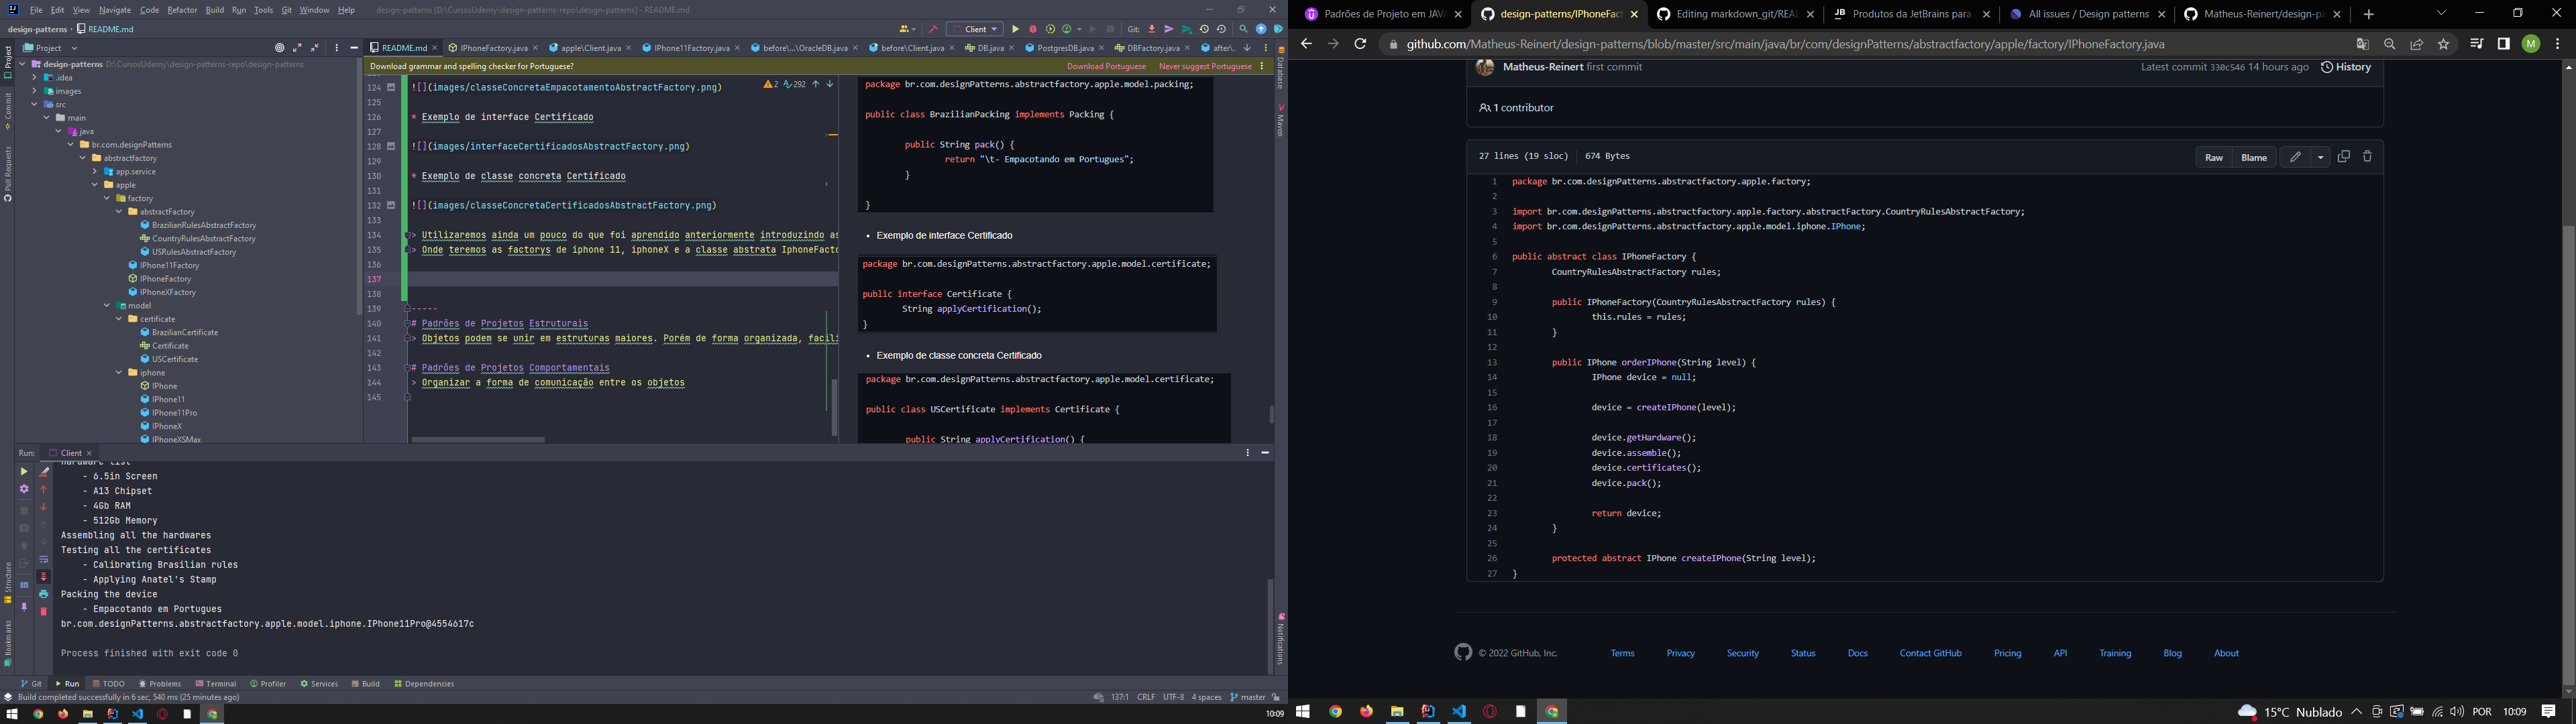 File Edit View Navigate Code Refactor Build Run Tools Git Window Help design-patterns [D:\CursosUdemy\design-patterns-repo\design-patterns] - README.md
design-patterns README.md
Client
Git:
Project
README.md IPhoneFactory.java apple\Client.java IPhone11Factory.java before\...\OracleDB.java before\Client.java DB.java PostgresDB.java DBFactory.java after\.
Download grammar and spelling checker for Portuguese? Download Portuguese Never suggest Portuguese
design-patterns D:\CursosUdemy\design-patterns-repo\design-patterns
.idea
images
src
main
java
br.com.designPatterns
abstractfactory
app.service
apple
factory
abstractFactory
BrazilianRulesAbstractFactory
CountryRulesAbstractFactory
USRulesAbstractFactory
IPhone11Factory
IPhoneFactory
IPhoneXFactory
model
certificate
BrazilianCertificate
Certificate
USCertificate
iphone
IPhone
IPhone11
IPhone11Pro
IPhoneX
IPhoneXSMax
Project
Commit
Pull Requests
Structure
Bookmarks
2 292
124 ![](images/classeConcretaEmpacotamentoAbstractFactory.png)
125
126 * Exemplo de interface Certificado
127
128 ![](images/interfaceCertificadosAbstractFactory.png)
129
130 * Exemplo de classe concreta Certificado
131
132 ![](images/classeConcretaCertificadosAbstractFactory.png)
133
134 > Utilizaremos ainda um pouco do que foi aprendido anteriormente introduzindo as
135 > Onde teremos as factorys de iphone 11, iphoneX e a classe abstrata IphoneFacto
136
137
138
139 -----
140 # Padrões de Projetos Estruturais
141 > Objetos podem se unir em estruturas maiores. Porém de forma organizada, facili
142
143 # Padrões de Projetos Comportamentais
144 > Organizar a forma de comunicação entre os objetos
145
package br.com.designPatterns.abstractfactory.apple.model.packing;
public class BrazilianPacking implements Packing {
public String pack() {
return "\t- Empacotando em Portugues";
}
}
• Exemplo de interface Certificado
package br.com.designPatterns.abstractfactory.apple.model.certificate;
public interface Certificate {
String applyCertification();
}
• Exemplo de classe concreta Certificado
package br.com.designPatterns.abstractfactory.apple.model.certificate;
public class USCertificate implements Certificate {
public String applyCertification() {
Database
Maven
Notifications
Run: Client
Hardware list
- 6.5in Screen
- A13 Chipset
- 4Gb RAM
- 512Gb Memory
Assembling all the hardwares
Testing all the certificates
- Calibrating Brasilian rules
- Applying Anatel's Stamp
Packing the device
- Empacotando em Portugues
br.com.designPatterns.abstractfactory.apple.model.iphone.IPhone11Pro@4554617c
Process finished with exit code 0
Git Run TODO Problems Terminal Profiler Services Build Dependencies
Build completed successfully in 6 sec, 540 ms (25 minutes ago) 137:1 CRLF UTF-8 4 spaces master
10:09
Padrões de Projeto em JAVA design-patterns/IPhoneFact Editing markdown_git/READ JB Produtos da JetBrains para All issues / Design patterns Matheus-Reinert/design-pa
github.com/Matheus-Reinert/design-patterns/blob/master/src/main/java/br/com/designPatterns/abstractfactory/apple/factory/IPhoneFactory.java
M
Matheus-Reinert first commit Latest commit 330c546 14 hours ago History
1 contributor
27 lines (19 sloc) 674 Bytes Raw Blame
1 package br.com.designPatterns.abstractfactory.apple.factory;
2
3 import br.com.designPatterns.abstractfactory.apple.factory.abstractFactory.CountryRulesAbstractFactory;
4 import br.com.designPatterns.abstractfactory.apple.model.iphone.IPhone;
5
6 public abstract class IPhoneFactory {
7 CountryRulesAbstractFactory rules;
8
9 public IPhoneFactory(CountryRulesAbstractFactory rules) {
10 this.rules = rules;
11 }
12
13 public IPhone orderIPhone(String level) {
14 IPhone device = null;
15
16 device = createIPhone(level);
17
18 device.getHardware();
19 device.assemble();
20 device.certificates();
21 device.pack();
22
23 return device;
24 }
25
26 protected abstract IPhone createIPhone(String level);
27 }
© 2022 GitHub, Inc. Terms Privacy Security Status Docs Contact GitHub Pricing API Training Blog About
15°C Nublado POR 10:09